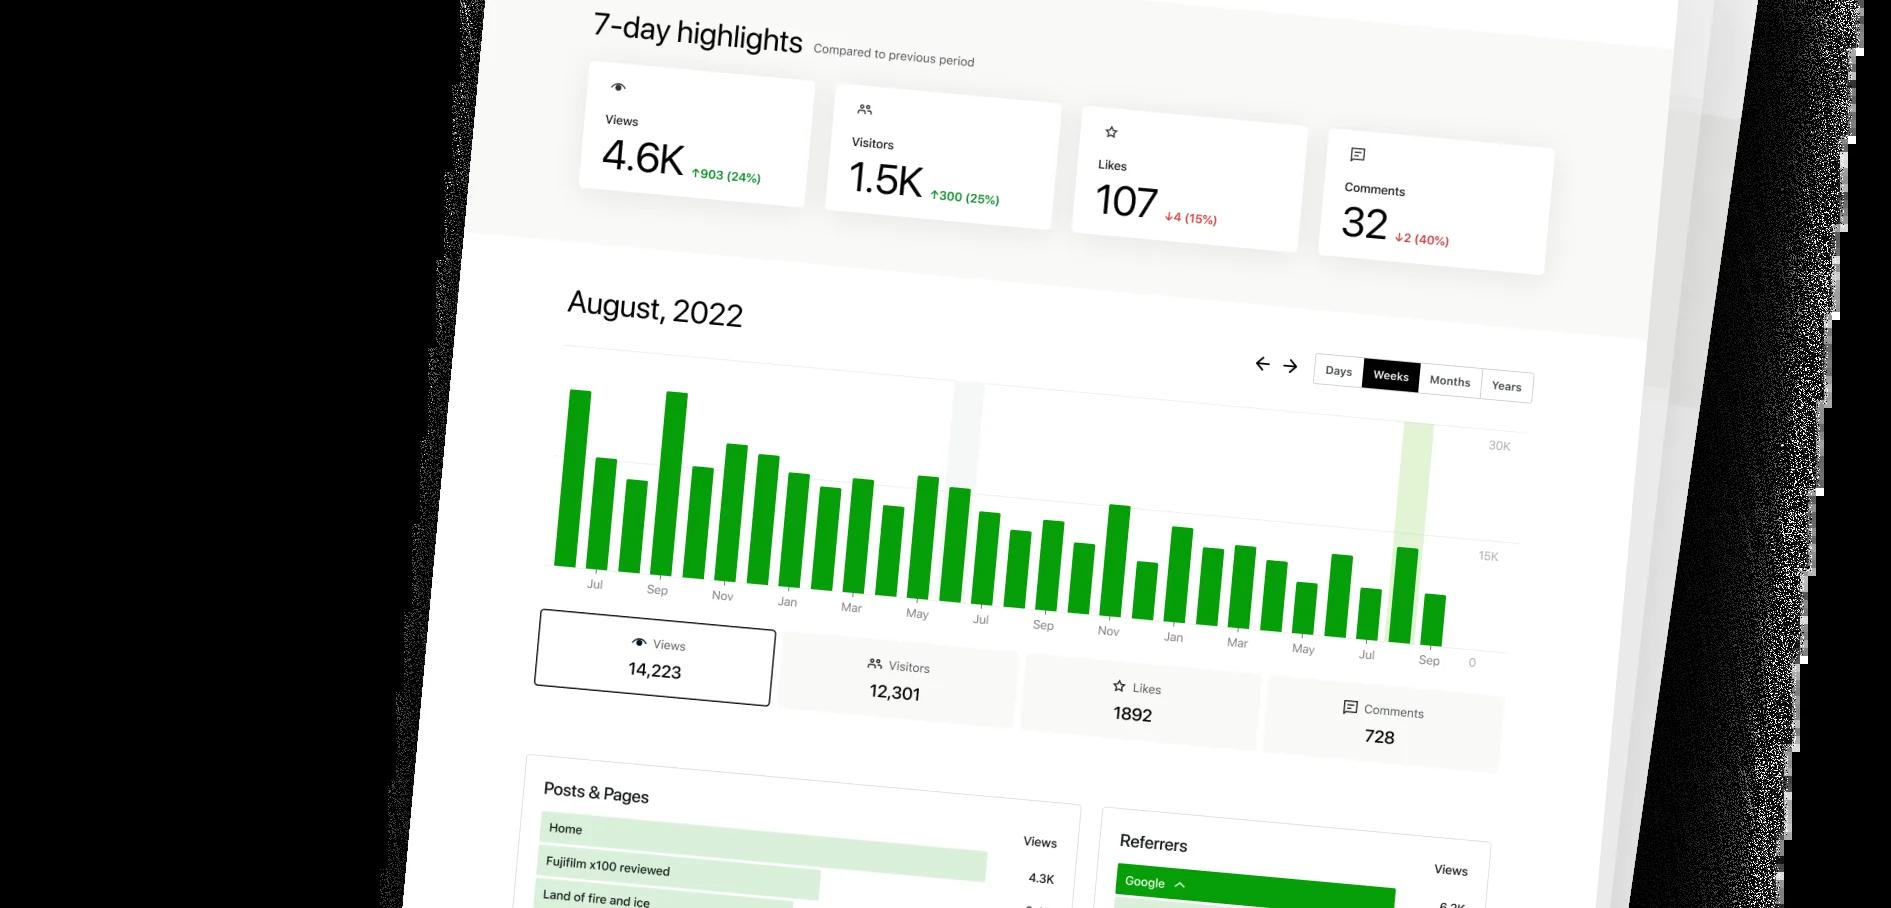 7-day highlights Compared to previous period
Views
4.6K ↑903 (24%)
Visitors
1.5K ↑300 (25%)
Likes
107 ↓4 (15%)
Comments
32 ↓2 (40%)
August, 2022
← → Days Weeks Months Years
30K
15K
0
Jul Sep Nov Jan Mar May Jul Sep Nov Jan Mar May Jul Sep
Views
14,223
Visitors
12,301
Likes
1892
Comments
728
Posts & Pages
Views
Home 4.3K
Fujifilm x100 reviewed
Land of fire and ice
Referrers
Views
Google